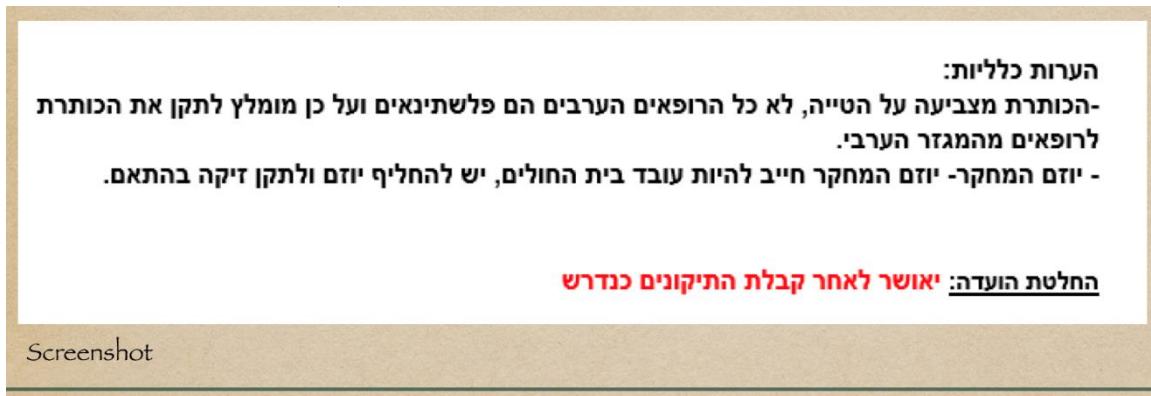 הערות כלליות:
-הכותרת מצביעה על הטייה, לא כל הרופאים הערבים הם פלשתינאים ועל כן מומלץ לתקן את הכותרת
לרופאים מהמגזר הערבי.
- יוזם המחקר- יוזם המחקר חייב להיות עובד בית החולים, יש להחליף יוזם ולתקן זיקה בהתאם.
החלטת הועדה: יאושר לאחר קבלת התיקונים כנדרש
Screenshot